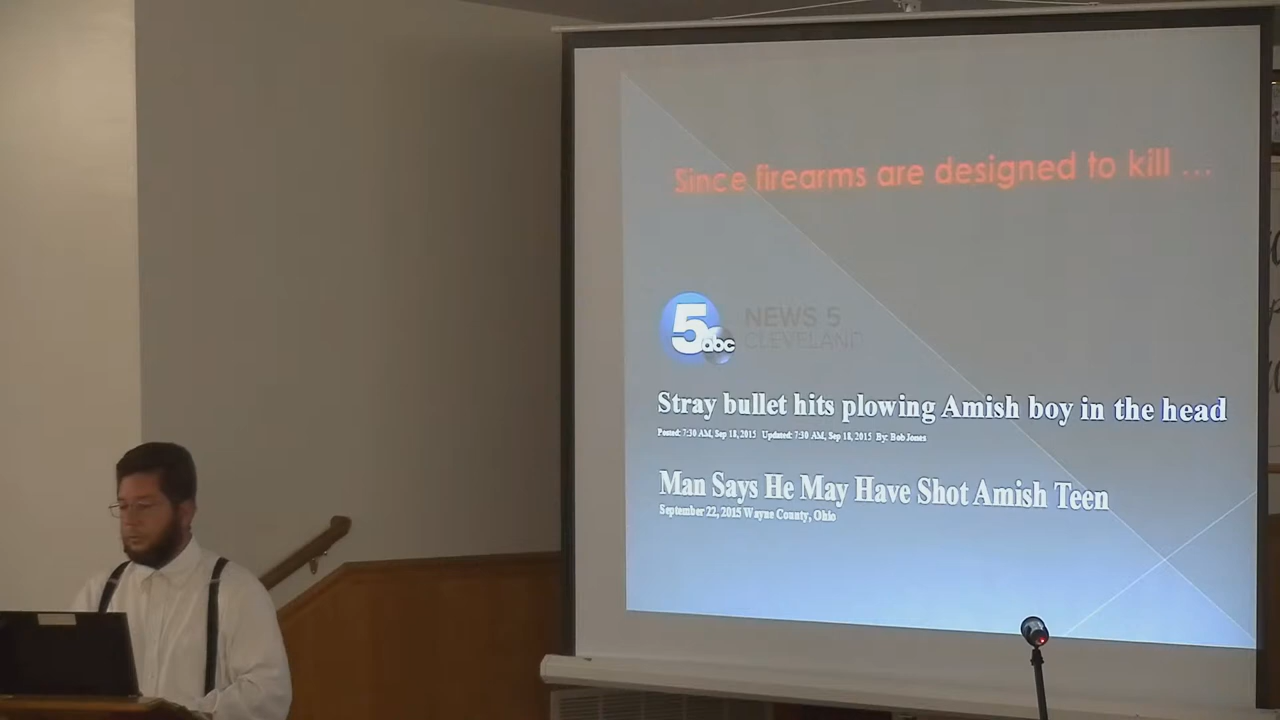 Since firearms are designed to kill ...
5abc
NEWS 5
CLEVELAND
Stray bullet hits plowing Amish boy in the head
Posted: 7:30 AM, Sep 18, 2015 Updated: 7:30 AM, Sep 18, 2015 By: Bob Jones
Man Says He May Have Shot Amish Teen
September 22, 2015 Wayne County, Ohio